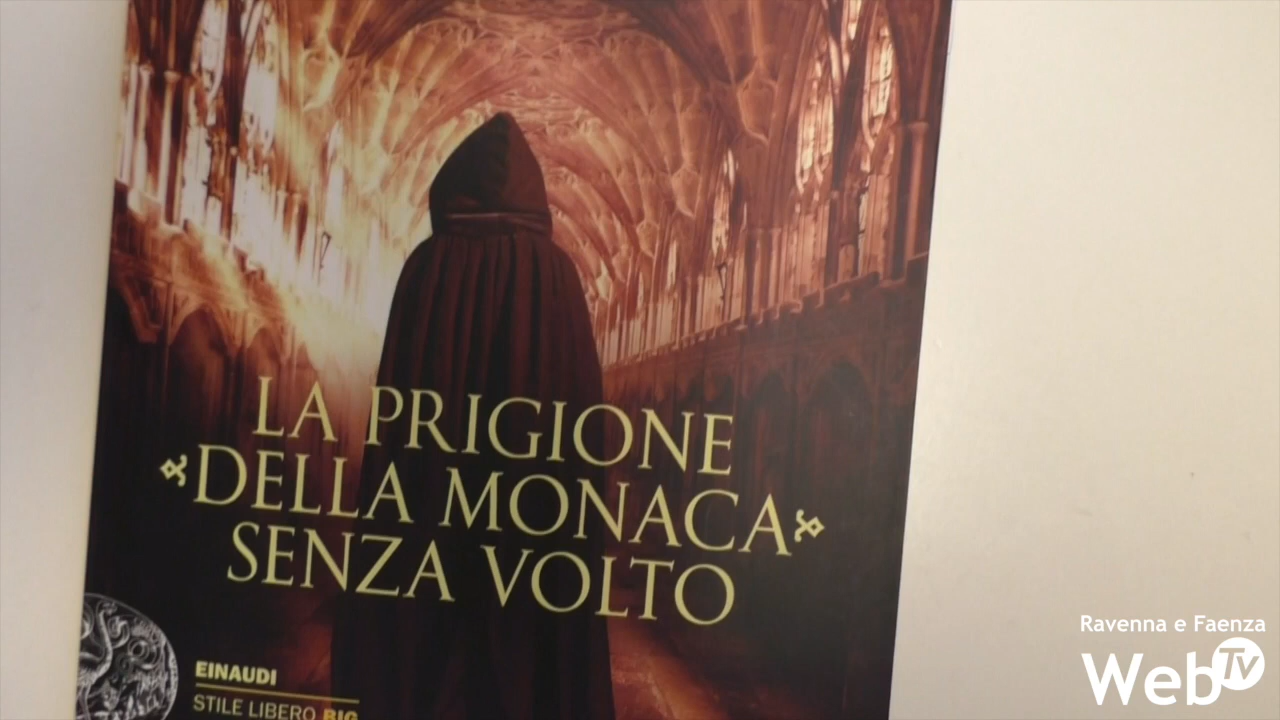 LA PRIGIONE
DELLA MONACA
SENZA VOLTO
EINAUDI
STILE LIBERO BIG
Ravenna e Faenza
WebTv